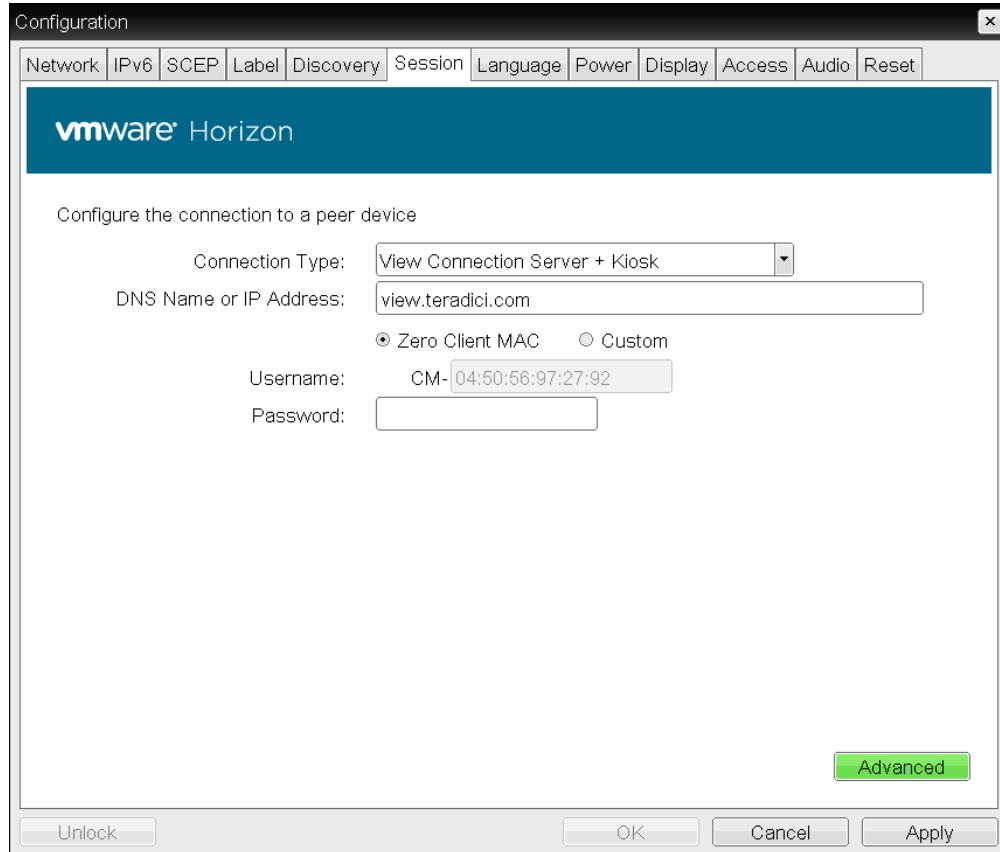 Configuration
Network IPv6 SCEP Label Discovery Session Language Power Display Access Audio Reset
vmware Horizon
Configure the connection to a peer device
Connection Type: View Connection Server + Kiosk
DNS Name or IP Address: view.teradici.com
Zero Client MAC Custom
Username: CM- 04:50:56:97:27:92
Password:
Advanced
Unlock OK Cancel Apply